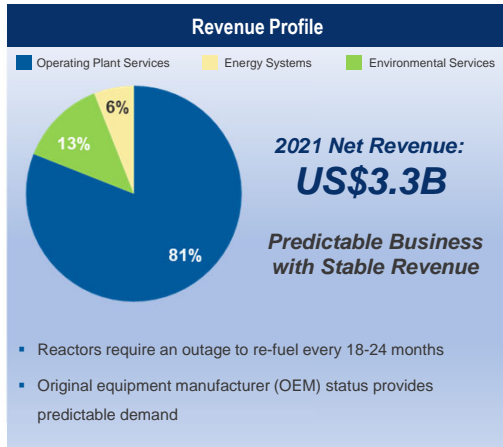 Revenue Profile
Operating Plant Services Energy Systems Environmental Services
6%
13%
81%
2021 Net Revenue:
US$3.3B
Predictable Business
with Stable Revenue
▪ Reactors require an outage to re-fuel every 18-24 months
▪ Original equipment manufacturer (OEM) status provides
predictable demand